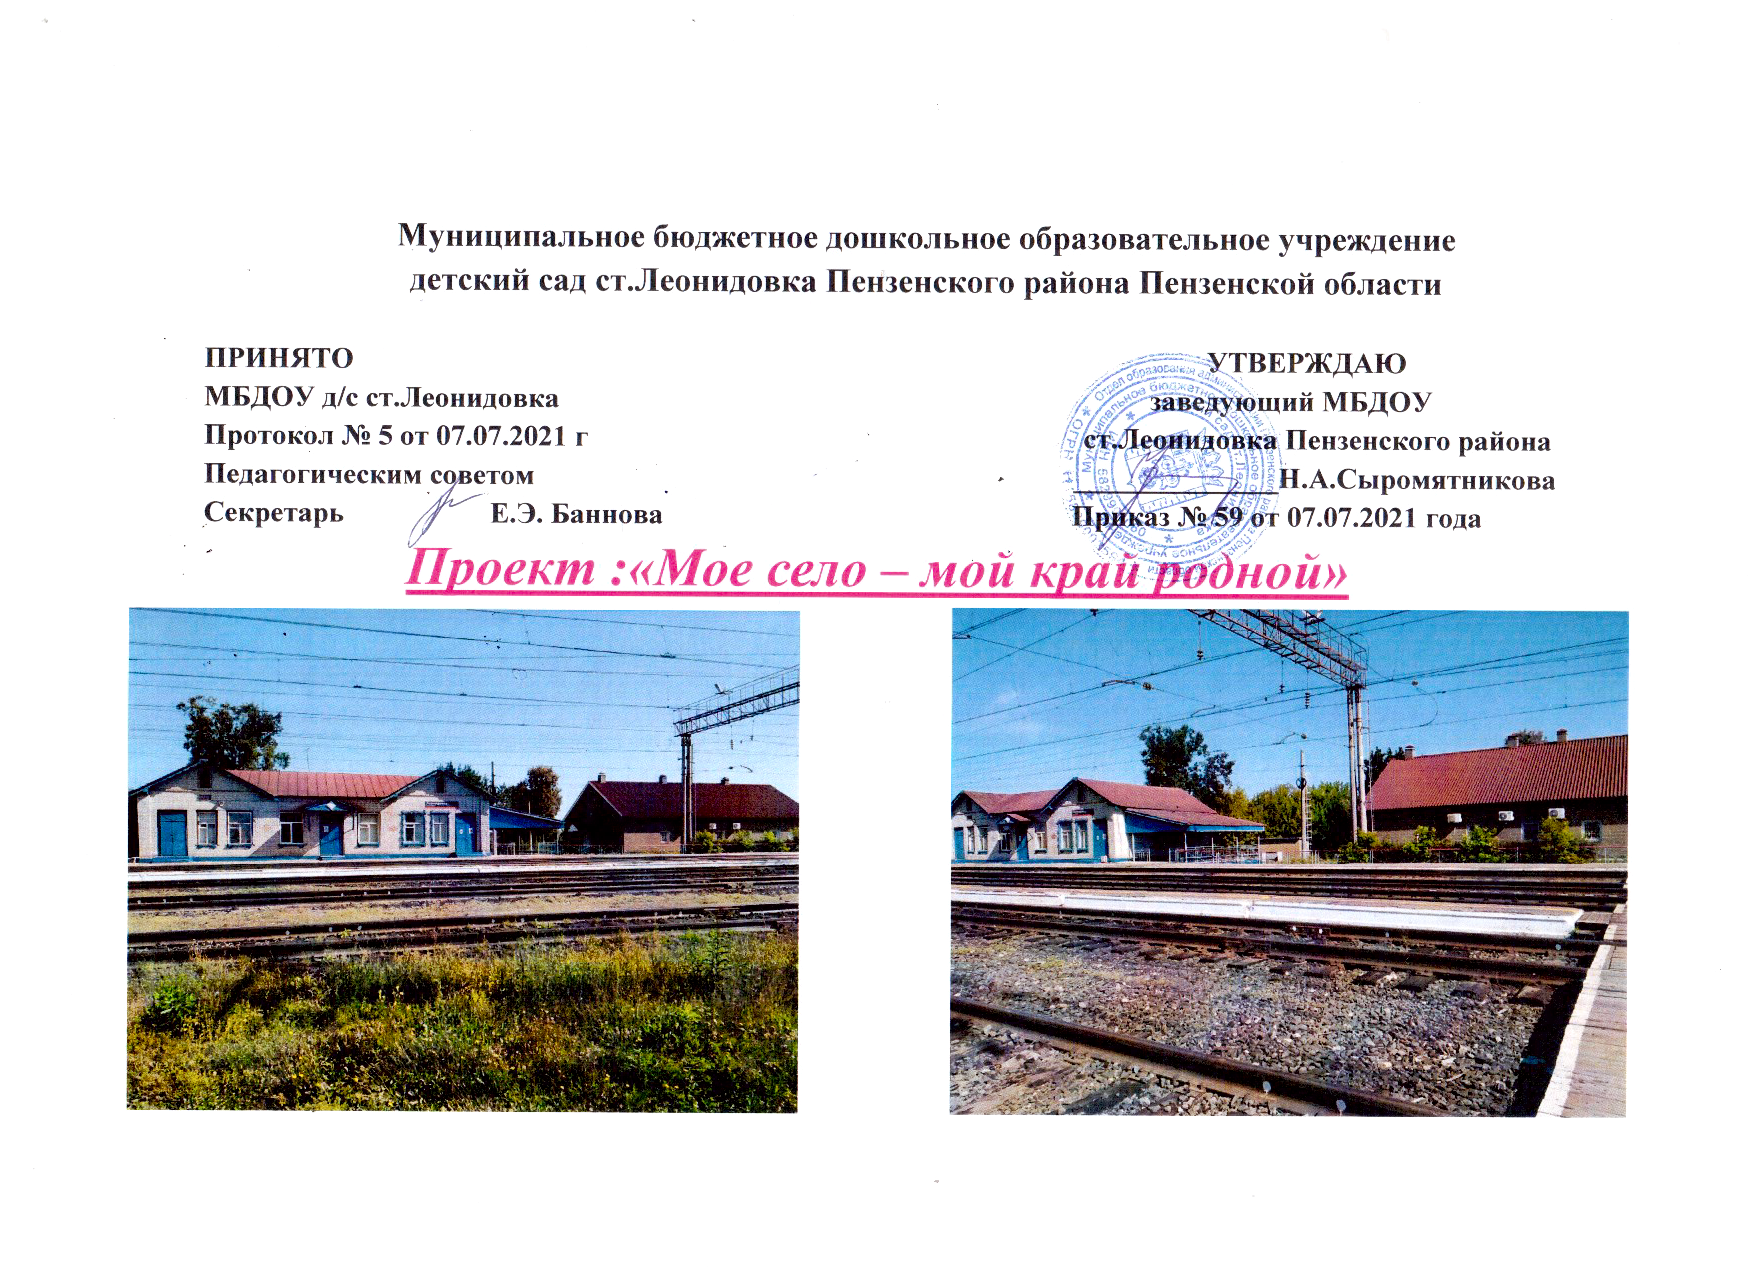 Муниципальное бюджетное дошкольное образовательное учреждение
детский сад ст.Леонидовка Пензенского района Пензенской области
ПРИНЯТО
МБДОУ д/с ст.Леонидовка
Протокол № 5 от 07.07.2021 г
Педагогическим советом
Секретарь Е.Э. Баннова
УТВЕРЖДАЮ
заведующий МБДОУ
ст.Леонидовка Пензенского района
Н.А.Сыромятникова
Приказ № 59 от 07.07.2021 года
Проект :«Мое село – мой край родной»